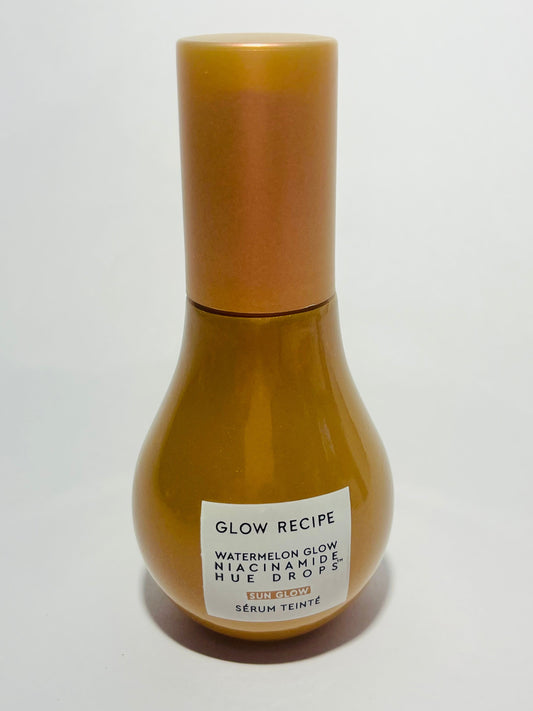 GLOW RECIPE
WATERMELON GLOW
NIACINAMIDE
HUE DROPS™
SUN GLOW
SÉRUM TEINTÉ